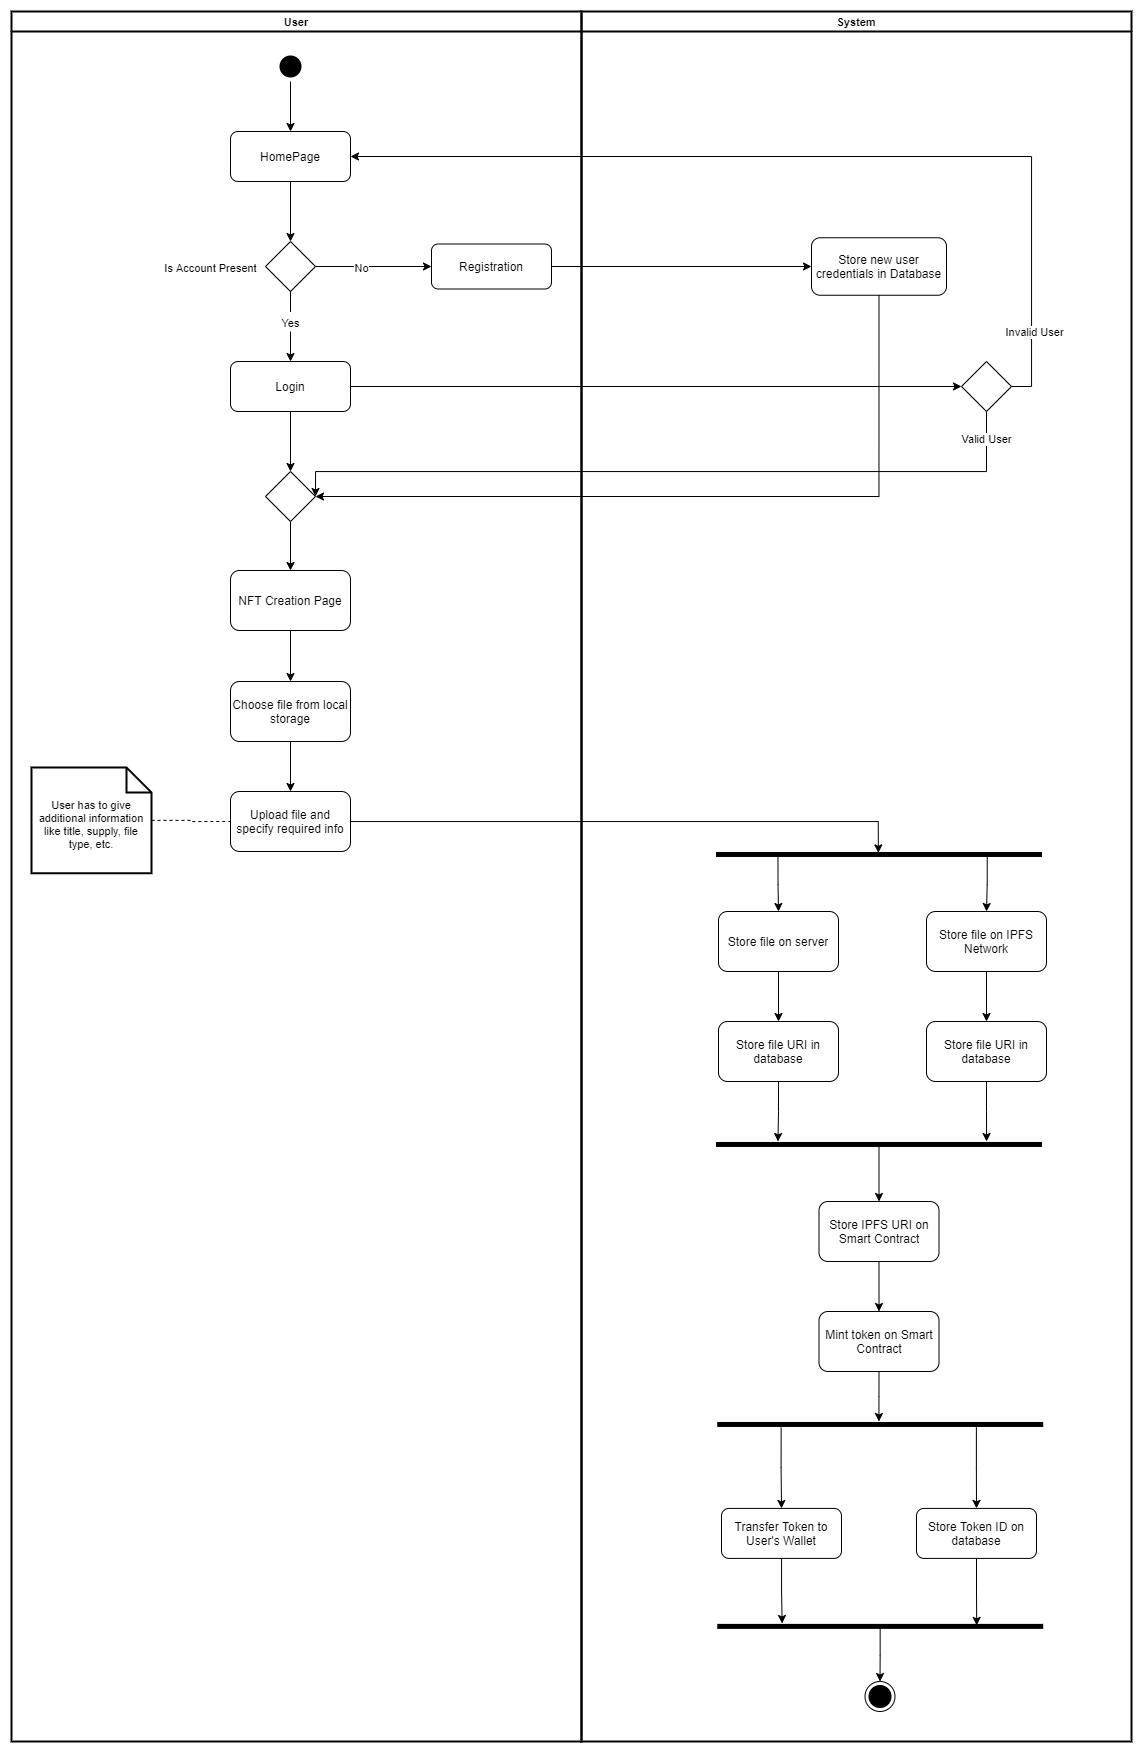 User
System
HomePage
Is Account Present
No
Registration
Store new user
credentials in Database
Yes
Invalid User
Login
Valid User
NFT Creation Page
Choose file from local
storage
User has to give
additional information
like title, supply, file
type, etc.
Upload file and
specify required info
Store file on server
Store file on IPFS
Network
Store file URI in
database
Store file URI in
database
Store IPFS URI on
Smart Contract
Mint token on Smart
Contract
Transfer Token to
User's Wallet
Store Token ID on
database